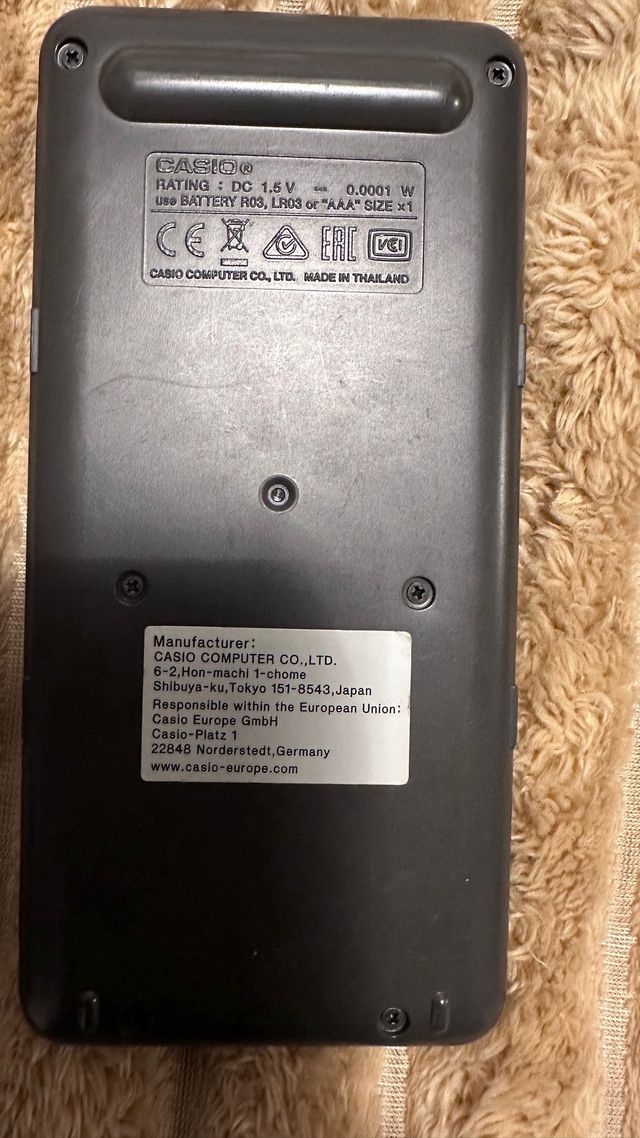 CASIO®
RATING : DC 1.5 V ⎓ 0.0001 W
use BATTERY R03, LR03 or "AAA" SIZE ×1
CE EAC VCI
CASIO COMPUTER CO., LTD. MADE IN THAILAND
Manufacturer:
CASIO COMPUTER CO.,LTD.
6-2,Hon-machi 1-chome
Shibuya-ku,Tokyo 151-8543,Japan
Responsible within the European Union:
Casio Europe GmbH
Casio-Platz 1
22848 Norderstedt,Germany
www.casio-europe.com